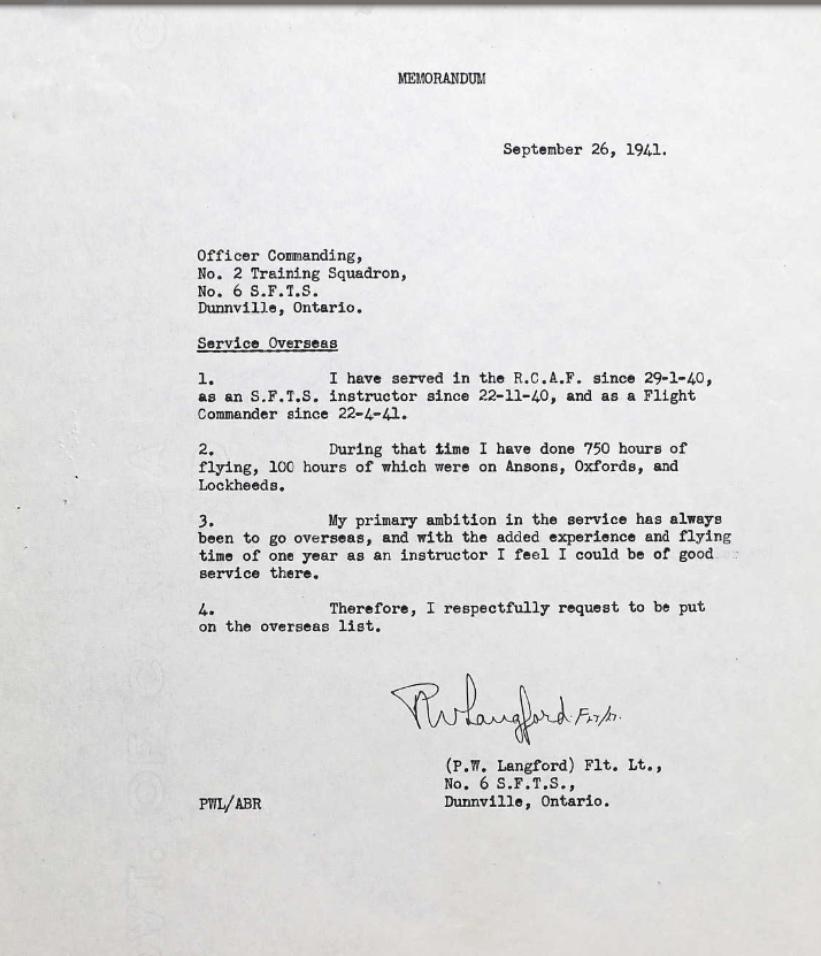 MEMORANDUM
September 26, 1941.
Officer Commanding,
No. 2 Training Squadron,
No. 6 S.F.T.S.
Dunnville, Ontario.
Service Overseas
1. I have served in the R.C.A.F. since 29-1-40,
as an S.F.T.S. instructor since 22-11-40, and as a Flight
Commander since 22-4-41.
2. During that time I have done 750 hours of
flying, 100 hours of which were on Ansons, Oxfords, and
Lockheeds.
3. My primary ambition in the service has always
been to go overseas, and with the added experience and flying
time of one year as an instructor I feel I could be of good
service there.
4. Therefore, I respectfully request to be put
on the overseas list.
PWLangford Flt/Lt.
(P.W. Langford) Flt. Lt.,
No. 6 S.F.T.S.,
Dunnville, Ontario.
PWL/ABR